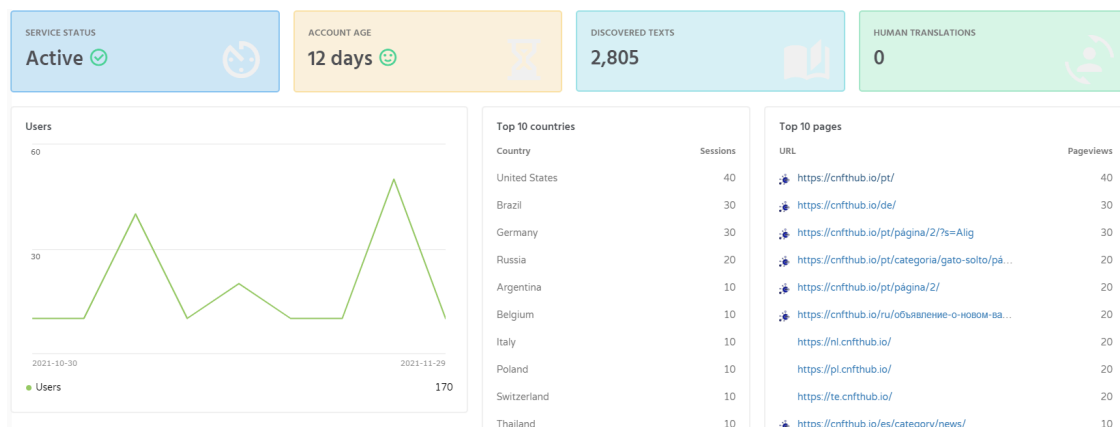 SERVICE STATUS
Active
ACCOUNT AGE
12 days
DISCOVERED TEXTS
2,805
HUMAN TRANSLATIONS
0
Users
60
30
2021-10-30 2021-11-29
Users 170
Top 10 countries
Country Sessions
United States 40
Brazil 30
Germany 30
Russia 20
Argentina 10
Belgium 10
Italy 10
Poland 10
Switzerland 10
Thailand 10
Top 10 pages
URL Pageviews
https://cnfthub.io/pt/ 40
https://cnfthub.io/de/ 30
https://cnfthub.io/pt/página/2/?s=Alig 30
https://cnfthub.io/pt/categoria/gato-solto/pá... 20
https://cnfthub.io/pt/página/2/ 20
https://cnfthub.io/ru/объявление-о-новом-ва... 20
https://nl.cnfthub.io/ 20
https://pl.cnfthub.io/ 20
https://te.cnfthub.io/ 20
https://cnfthub.io/es/category/news/ 10